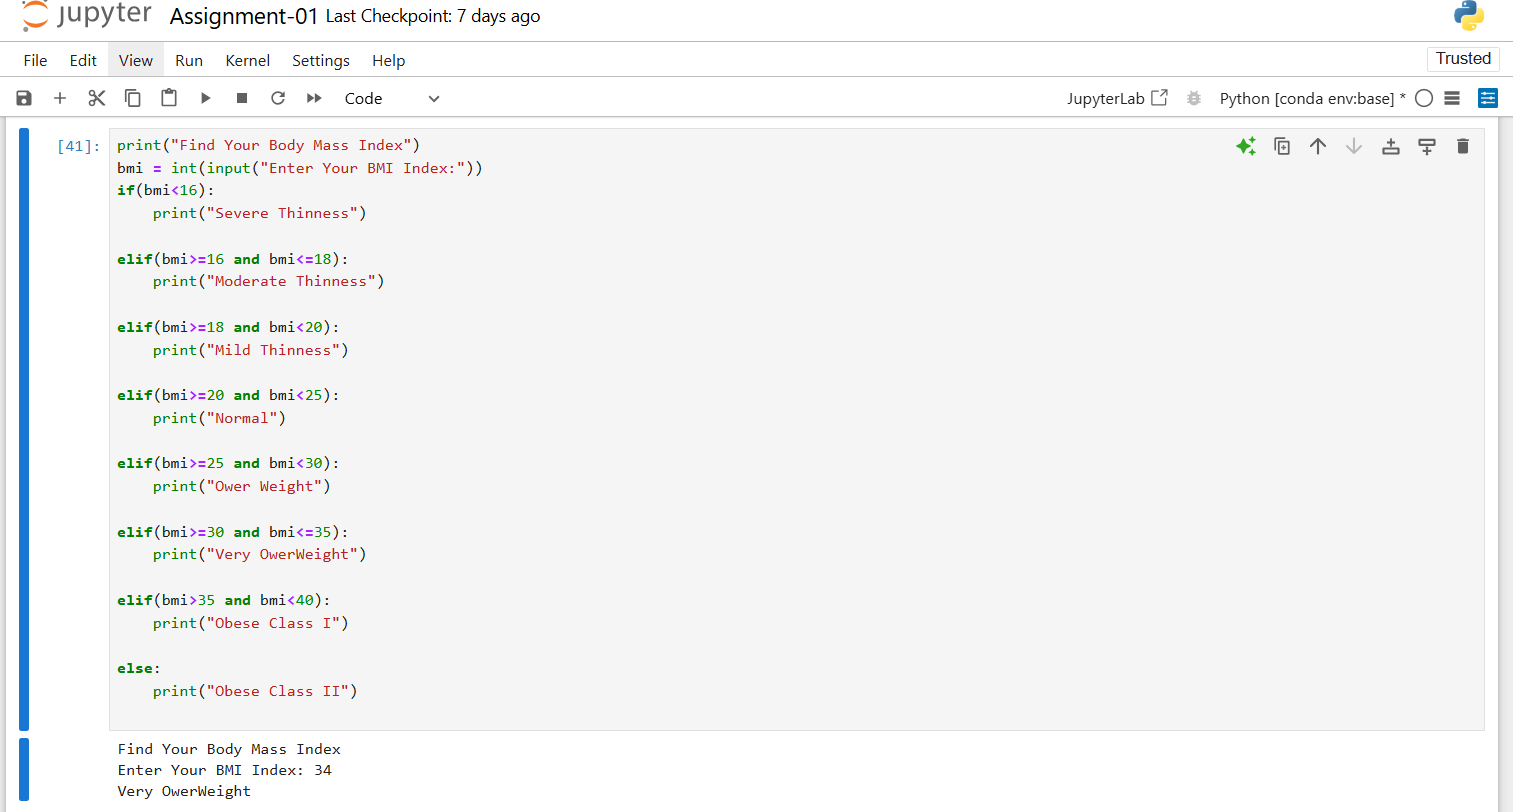 jupyter Assignment-01 Last Checkpoint: 7 days ago
File Edit View Run Kernel Settings Help Trusted
Code JupyterLab Python [conda env:base] *
[41]: print("Find Your Body Mass Index")
bmi = int(input("Enter Your BMI Index:"))
if(bmi<16):
    print("Severe Thinness")
elif(bmi>=16 and bmi<=18):
    print("Moderate Thinness")
elif(bmi>=18 and bmi<20):
    print("Mild Thinness")
elif(bmi>=20 and bmi<25):
    print("Normal")
elif(bmi>=25 and bmi<30):
    print("Ower Weight")
elif(bmi>=30 and bmi<=35):
    print("Very OwerWeight")
elif(bmi>35 and bmi<40):
    print("Obese Class I")
else:
    print("Obese Class II")
Find Your Body Mass Index
Enter Your BMI Index: 34
Very OwerWeight